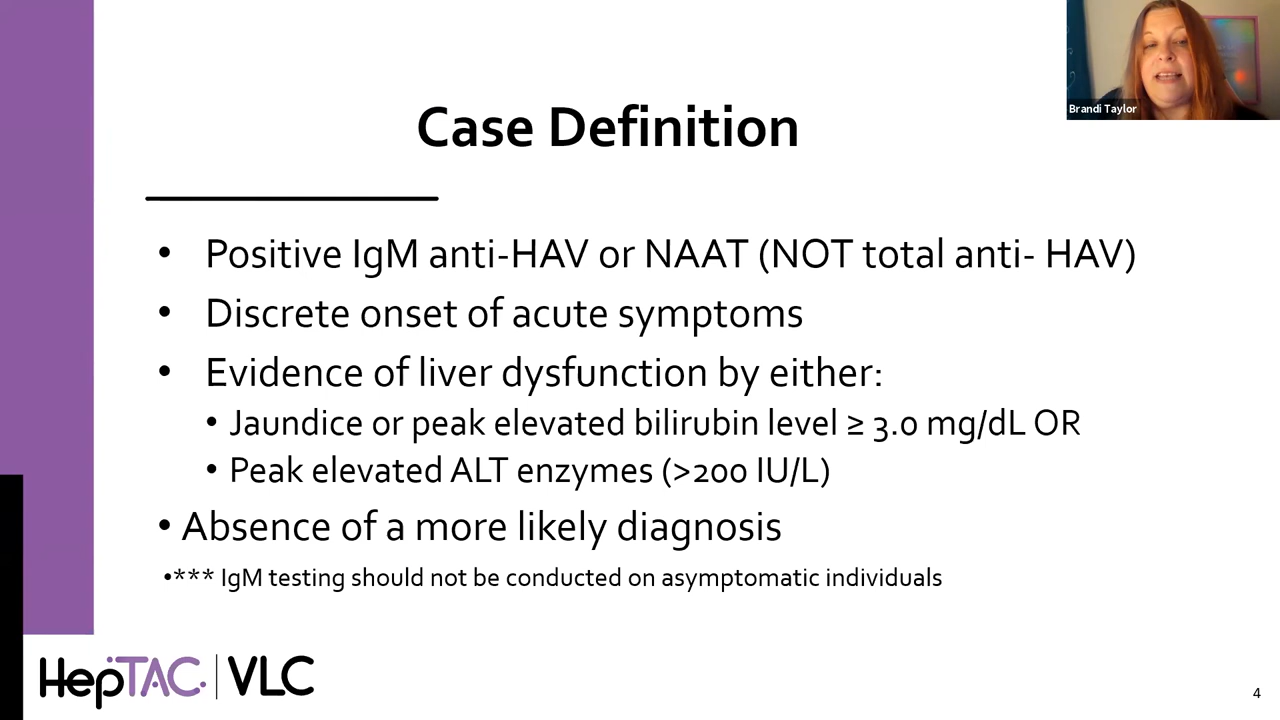 Brandi Taylor
Case Definition
• Positive IgM anti-HAV or NAAT (NOT total anti- HAV)
• Discrete onset of acute symptoms
• Evidence of liver dysfunction by either:
• Jaundice or peak elevated bilirubin level ≥ 3.0 mg/dL OR
• Peak elevated ALT enzymes (>200 IU/L)
• Absence of a more likely diagnosis
•*** IgM testing should not be conducted on asymptomatic individuals
HepTAC | VLC
4